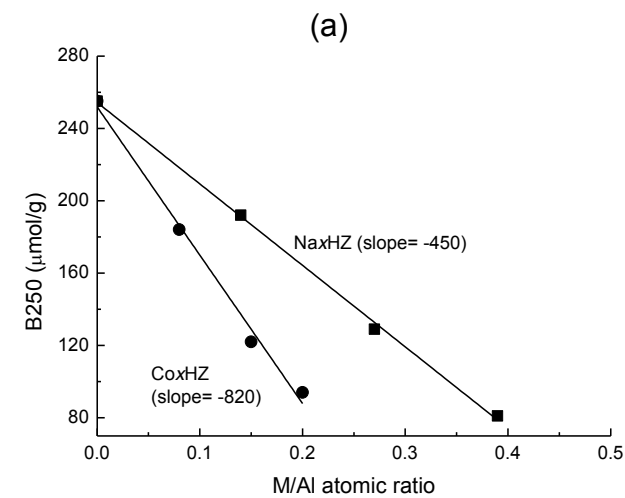 (a)
280
240
200
160
120
80
B250 (μmol/g)
NaxHZ (slope= -450)
CoxHZ
(slope= -820)
0.0 0.1 0.2 0.3 0.4 0.5
M/Al atomic ratio